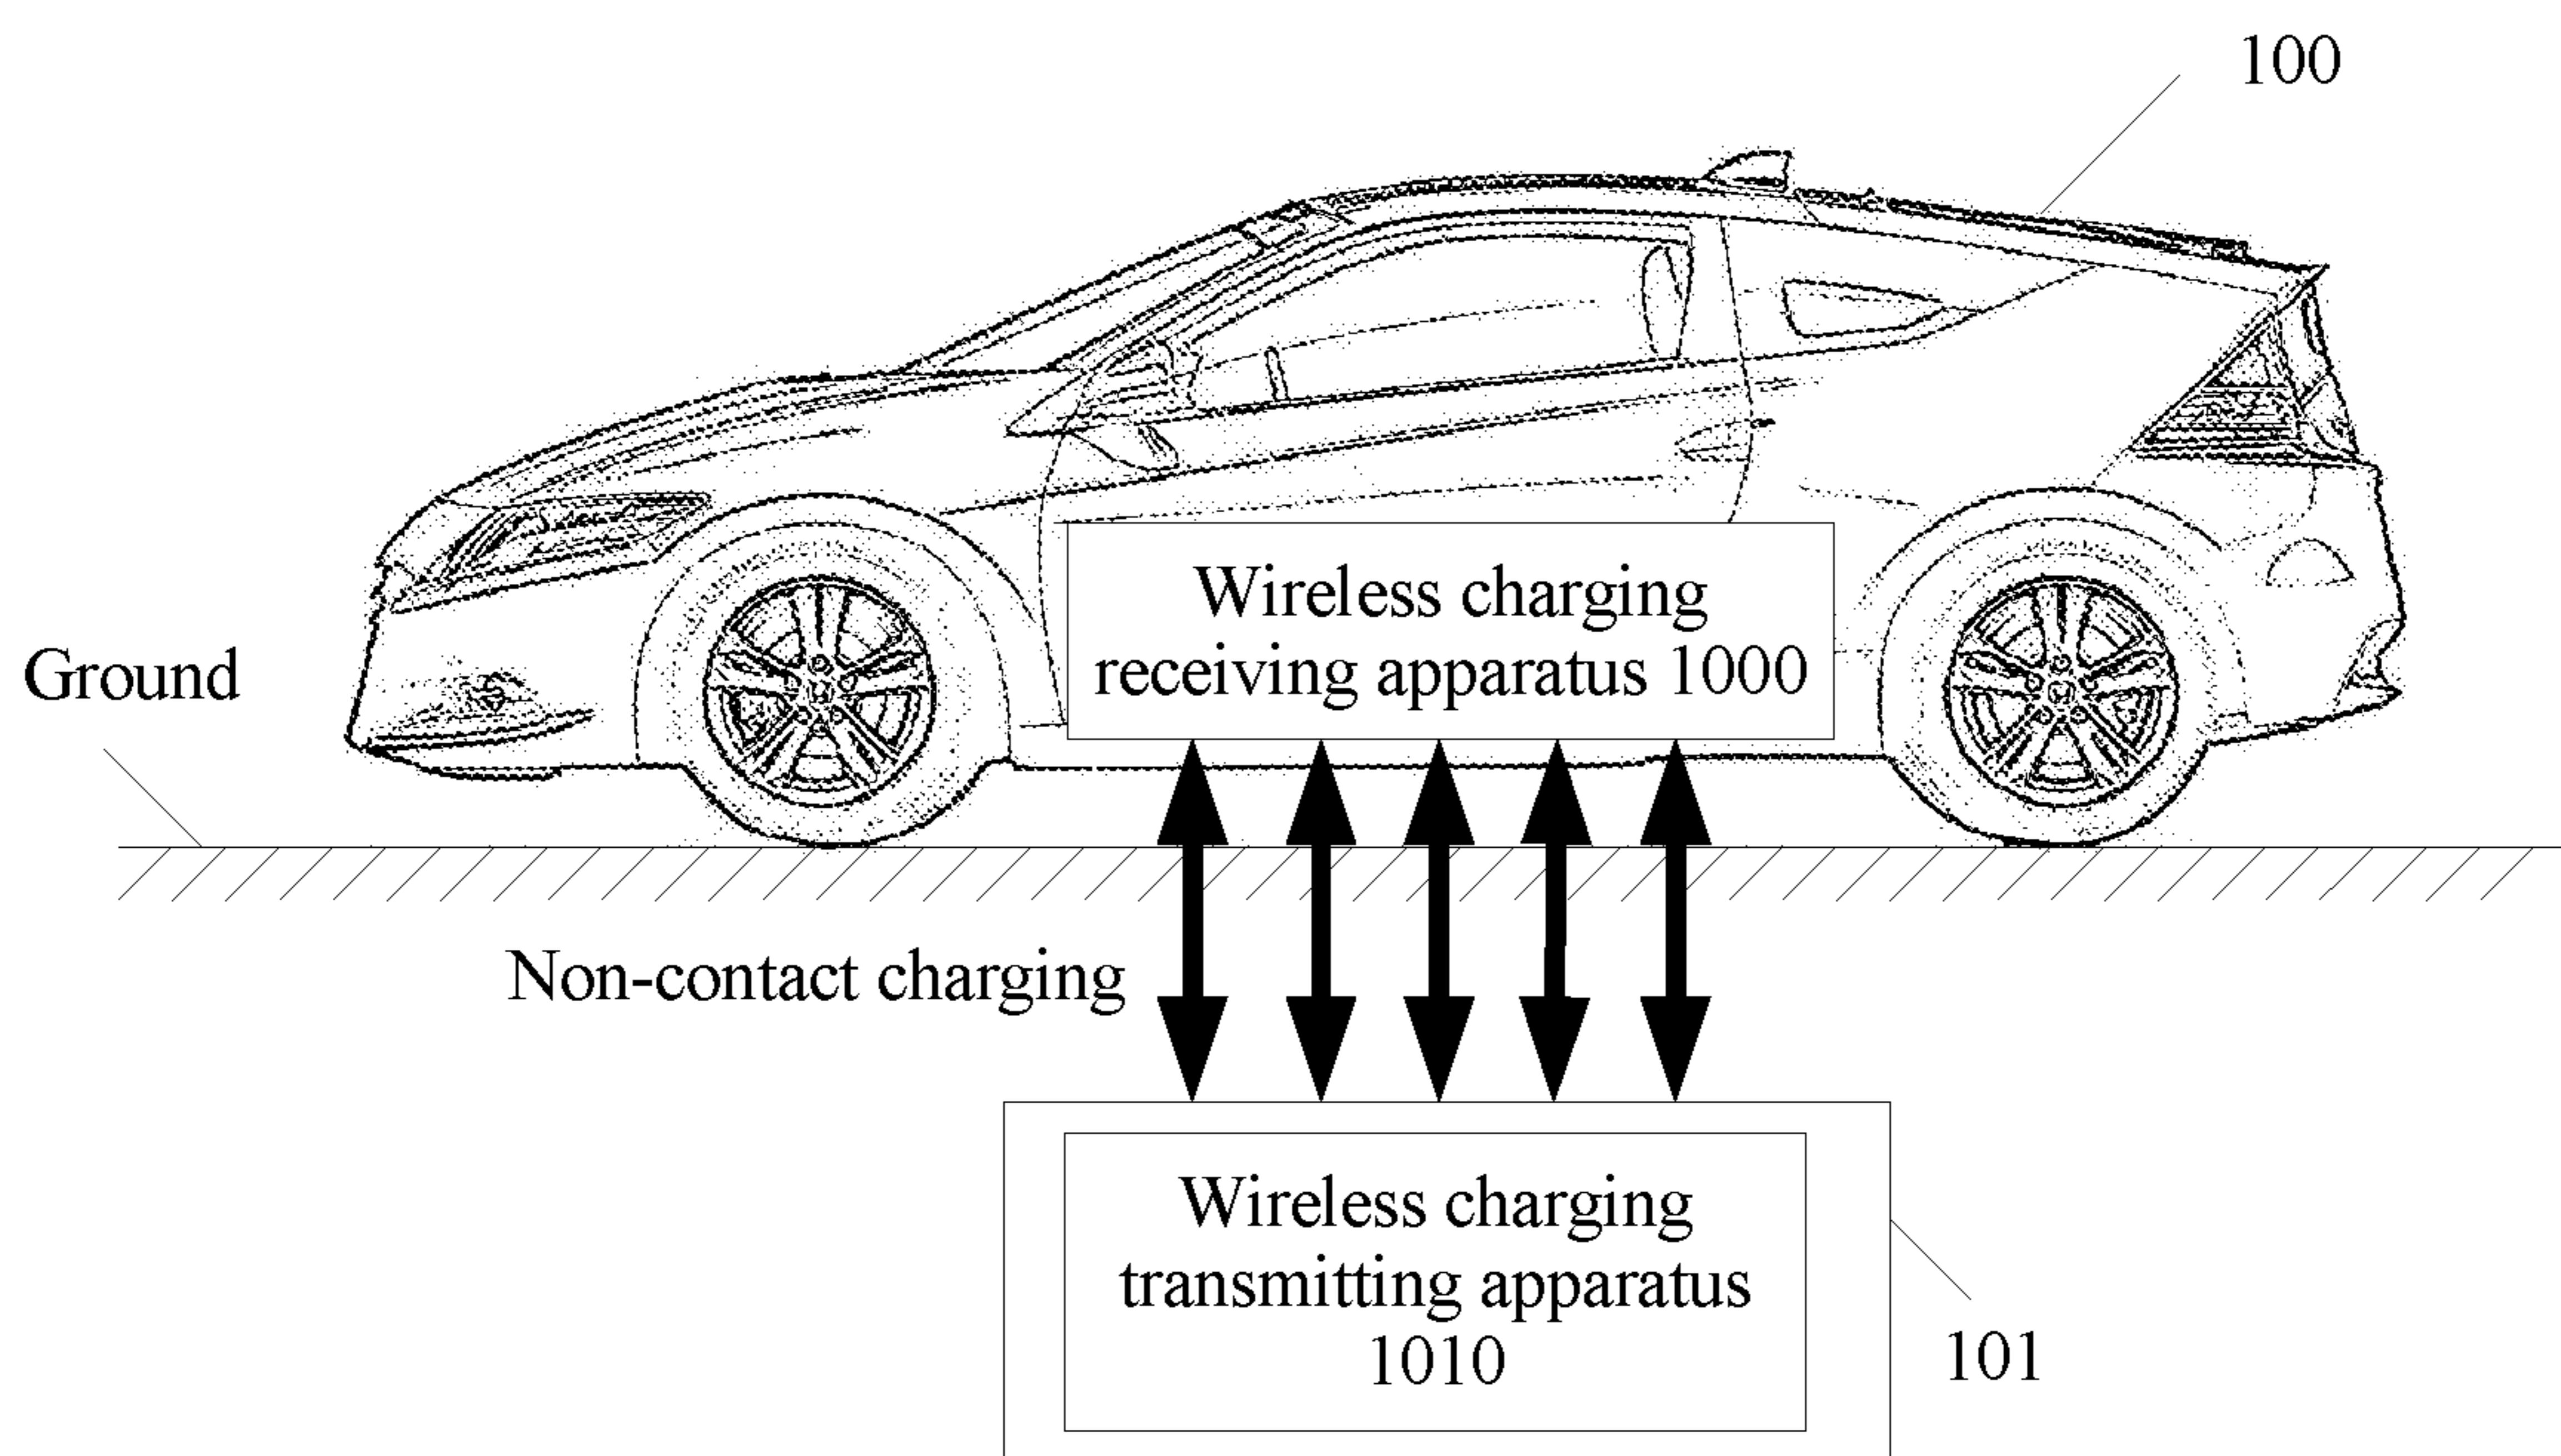 100
Wireless charging
receiving apparatus 1000
Ground
Non-contact charging
Wireless charging
transmitting apparatus
1010
101